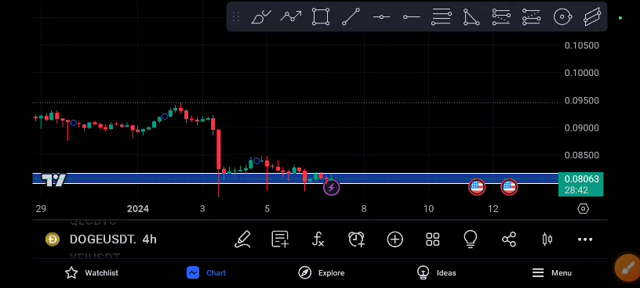 0.10500
0.10000
0.09500
0.09000
0.08500
0.08063
28:42
29 2024 3 5 8 10 12
DOGEUSDT. 4h
Watchlist Chart Explore Ideas Menu